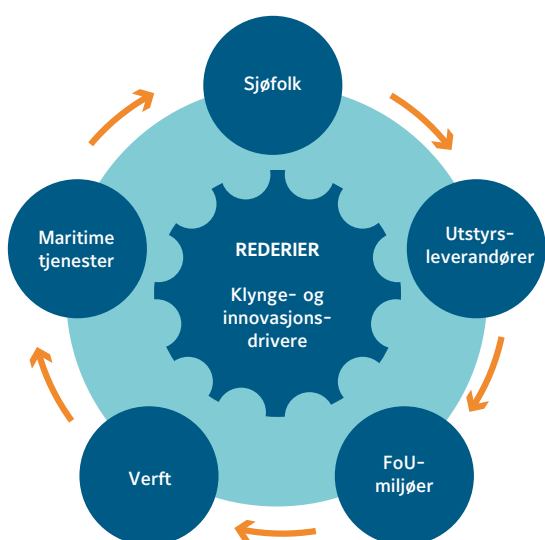 Sjøfolk
Utstyrs-
leverandører
FoU-
miljøer
Verft
Maritime
tjenester
REDERIER
Klynge- og
innovasjons-
drivere